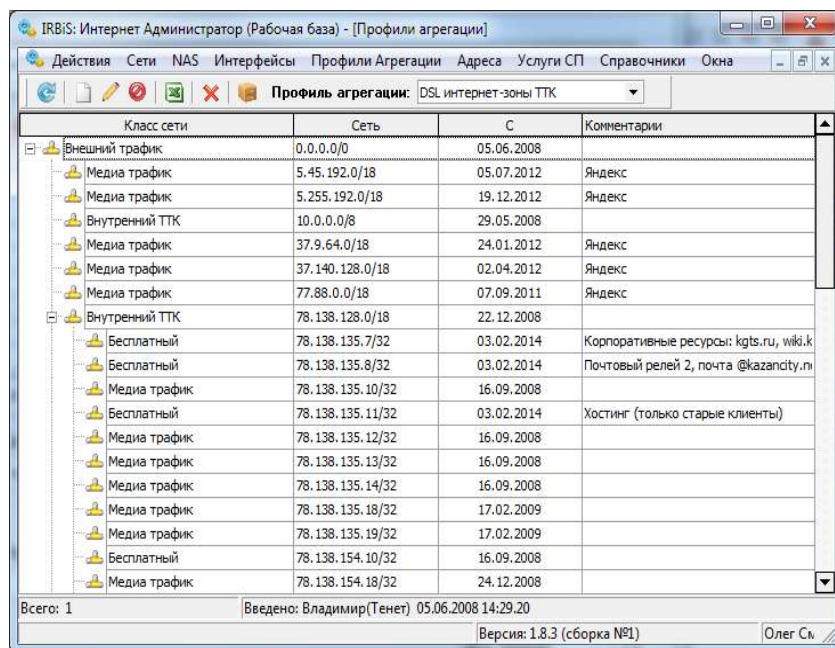 IRBiS: Интернет Администратор (Рабочая база) - [Профили агрегации]
Действия Сети NAS Интерфейсы Профили Агрегации Адреса Услуги СП Справочники Окна
Профиль агрегации: DSL интернет-зоны ТТК
Класс сети Сеть С Комментарии
Внешний трафик 0.0.0.0/0 05.06.2008
Медиа трафик 5.45.192.0/18 05.07.2012 Яндекс
Медиа трафик 5.255.192.0/18 19.12.2012 Яндекс
Внутренний ТТК 10.0.0.0/8 29.05.2008
Медиа трафик 37.9.64.0/18 24.01.2012 Яндекс
Медиа трафик 37.140.128.0/18 02.04.2012 Яндекс
Медиа трафик 77.88.0.0/18 07.09.2011 Яндекс
Внутренний ТТК 78.138.128.0/18 22.12.2008
Бесплатный 78.138.135.7/32 03.02.2014 Корпоративные ресурсы: kgts.ru, wiki.k
Бесплатный 78.138.135.8/32 03.02.2014 Почтовый релей 2, почта @kazancity.n
Медиа трафик 78.138.135.10/32 16.09.2008
Бесплатный 78.138.135.11/32 03.02.2014 Хостинг (только старые клиенты)
Медиа трафик 78.138.135.12/32 16.09.2008
Медиа трафик 78.138.135.13/32 16.09.2008
Медиа трафик 78.138.135.14/32 16.09.2008
Медиа трафик 78.138.135.18/32 17.02.2009
Медиа трафик 78.138.135.19/32 17.02.2009
Бесплатный 78.138.154.10/32 16.09.2008
Медиа трафик 78.138.154.18/32 24.12.2008
Всего: 1 Введено: Владимир(Тенет) 05.06.2008 14:29.20
Версия: 1.8.3 (сборка №1) Олег См